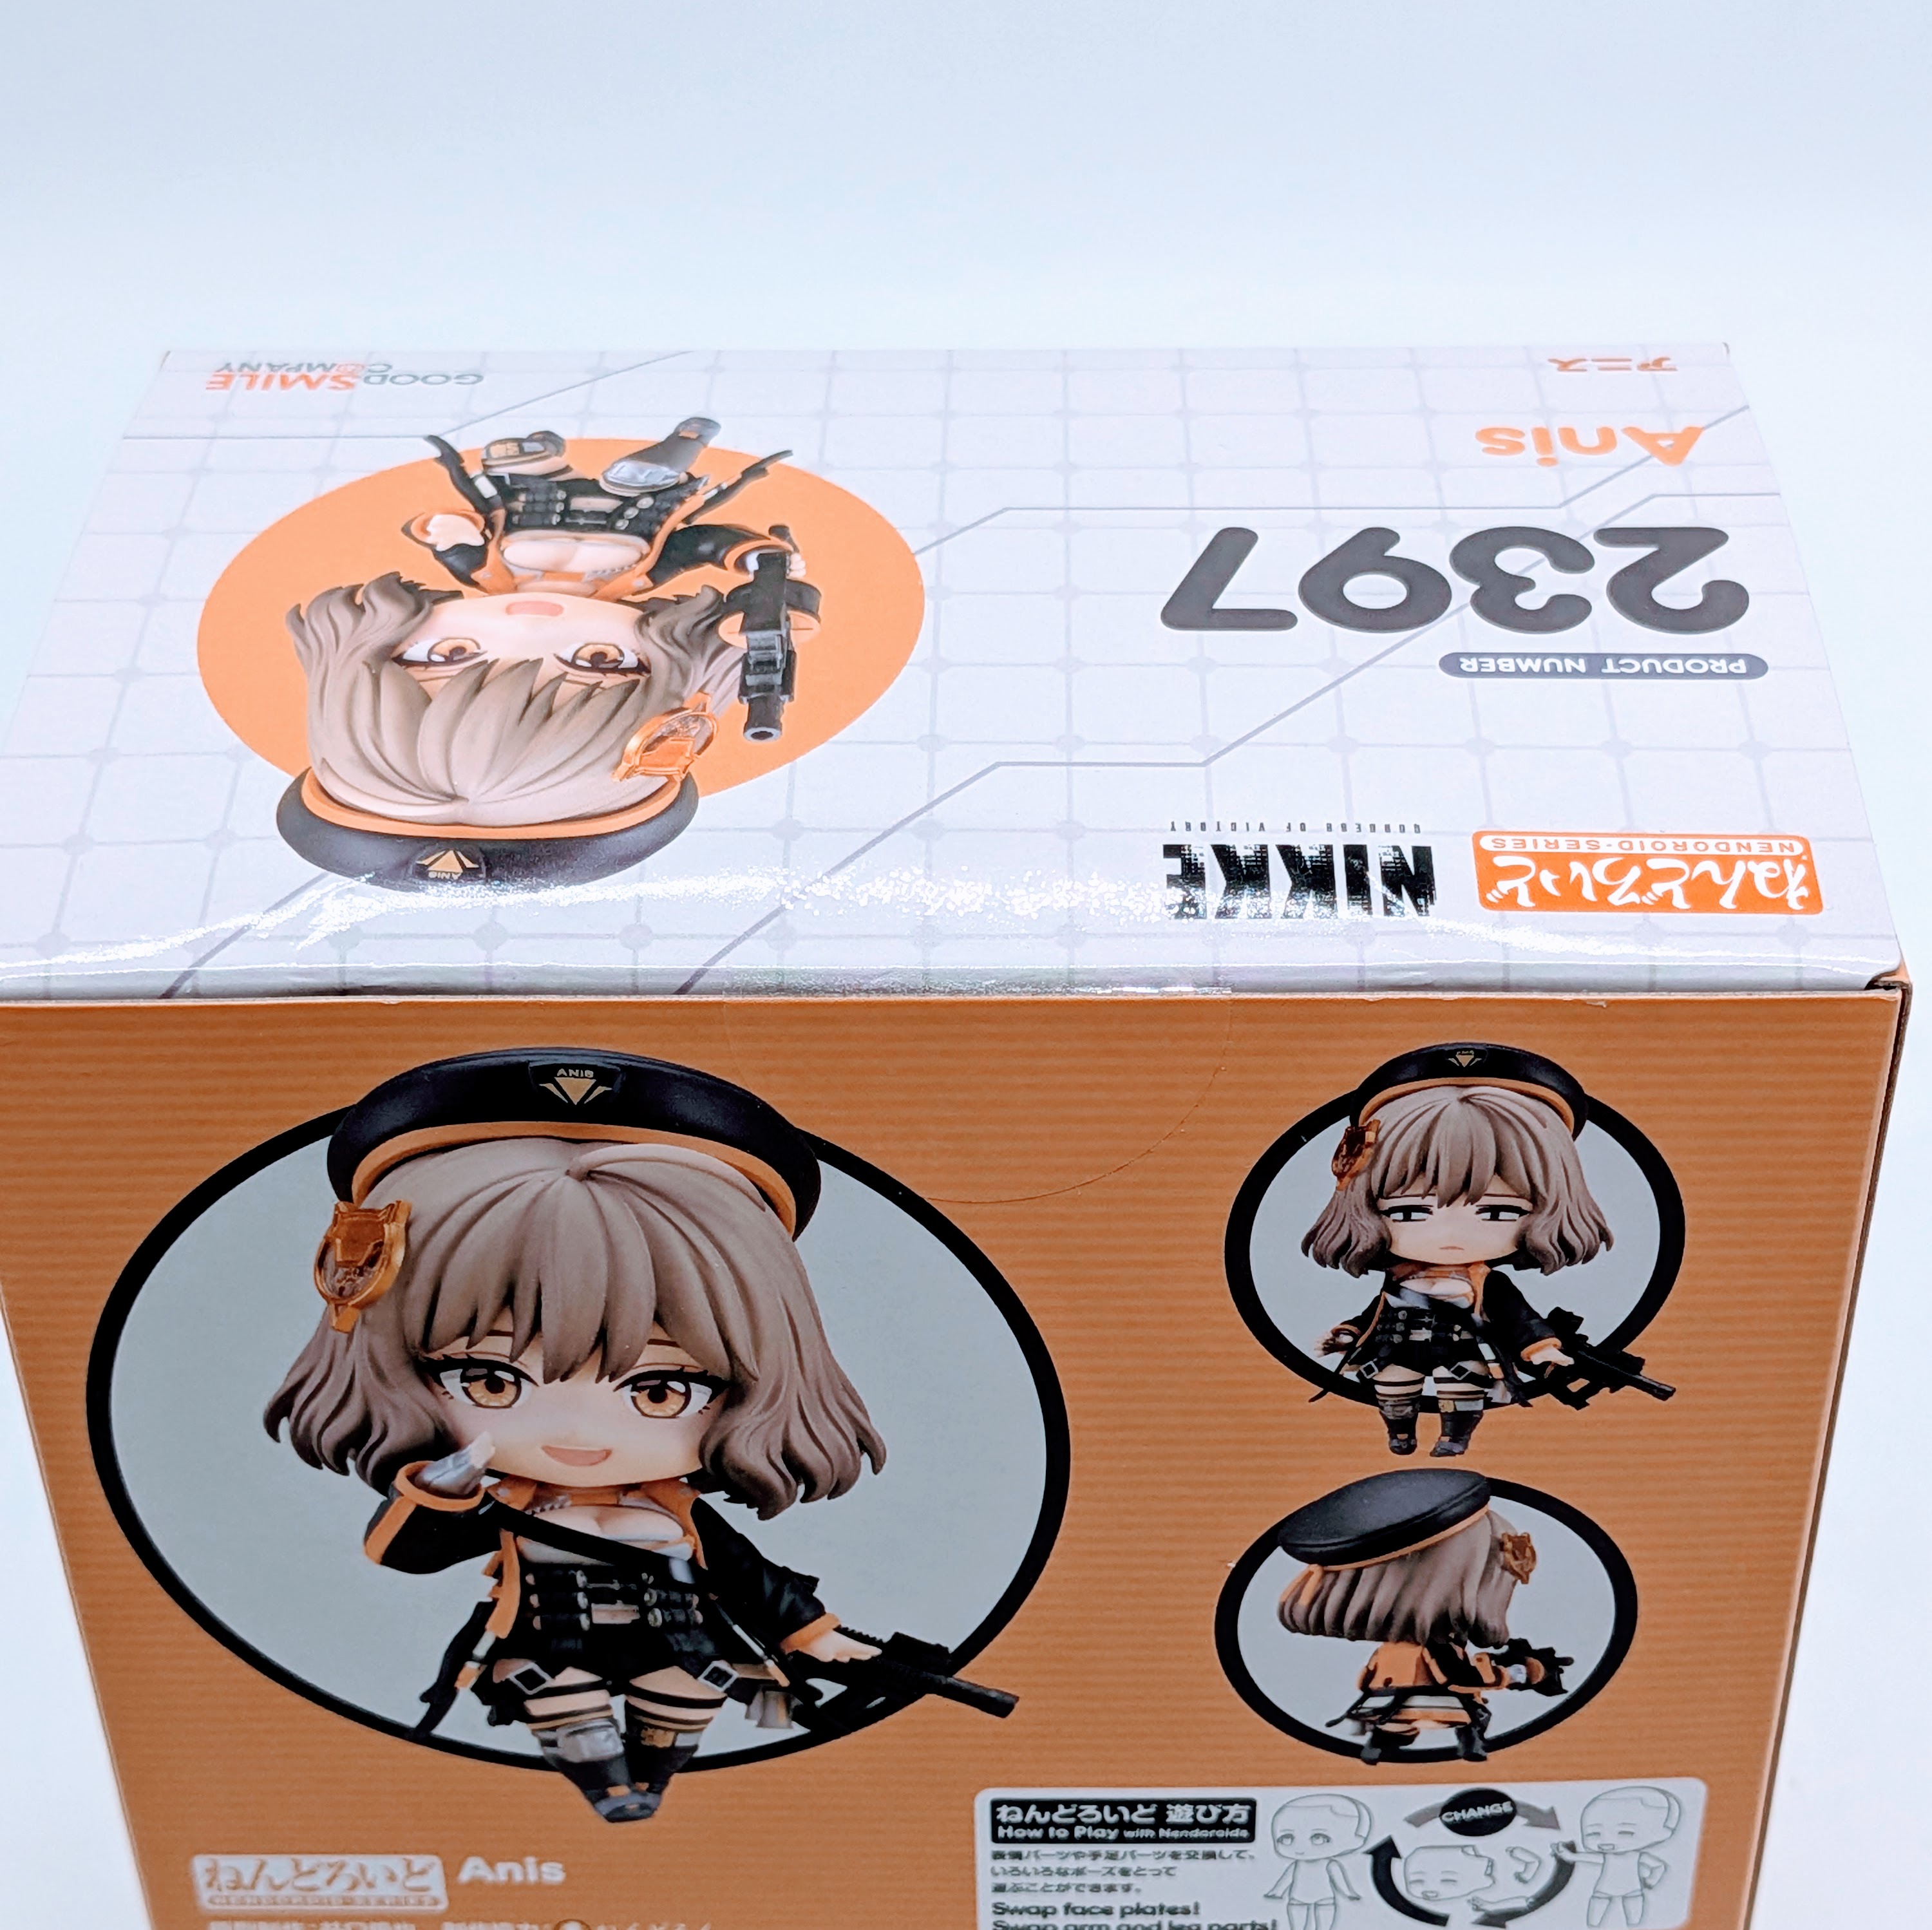 GOODSMILE
COMPANY
アニス
Anis
2397
PRODUCT NUMBER
GODDESS OF VICTORY
NIKKE
ねんどろいど
NENDOROID-SERIES
ANIS
ANIS
ANIS
ねんどろいど
NENDOROID-SERIES
Anis
ねんどろいど 遊び方
How to Play with Nendoroids
表情パーツや手足パーツを交換して、
いろいろなポーズをとって
遊ぶことができます。
Swap face plates!
Swap arm and leg parts!
CHANGE